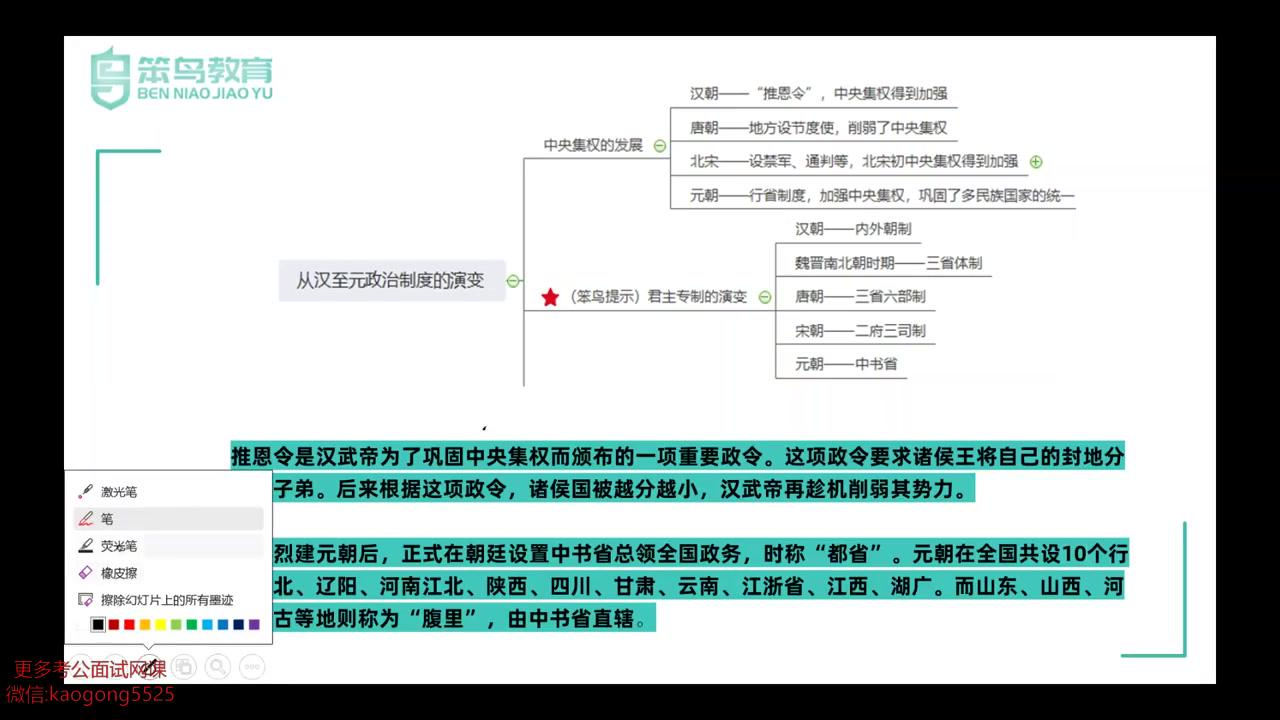 笨鸟教育
BEN NIAO JIAO YU
汉朝——“推恩令”，中央集权得到加强
唐朝——地方设节度使，削弱了中央集权
中央集权的发展
北宋——设禁军、通判等，北宋初中央集权得到加强
元朝——行省制度，加强中央集权，巩固了多民族国家的统一
从汉至元政治制度的演变
汉朝——内外朝制
魏晋南北朝时期——三省体制
（笨鸟提示）君主专制的演变
唐朝——三省六部制
宋朝——二府三司制
元朝——中书省
推恩令是汉武帝为了巩固中央集权而颁布的一项重要政令。这项政令要求诸侯王将自己的封地分
子弟。后来根据这项政令，诸侯国被越分越小，汉武帝再趁机削弱其势力。
烈建元朝后，正式在朝廷设置中书省总领全国政务，时称“都省”。元朝在全国共设10个行
北、辽阳、河南江北、陕西、四川、甘肃、云南、江浙省、江西、湖广。而山东、山西、河
古等地则称为“腹里”，由中书省直辖。
激光笔
笔
荧光笔
橡皮擦
擦除幻灯片上的所有墨迹
更多考公面试网课
微信:kaogong5525